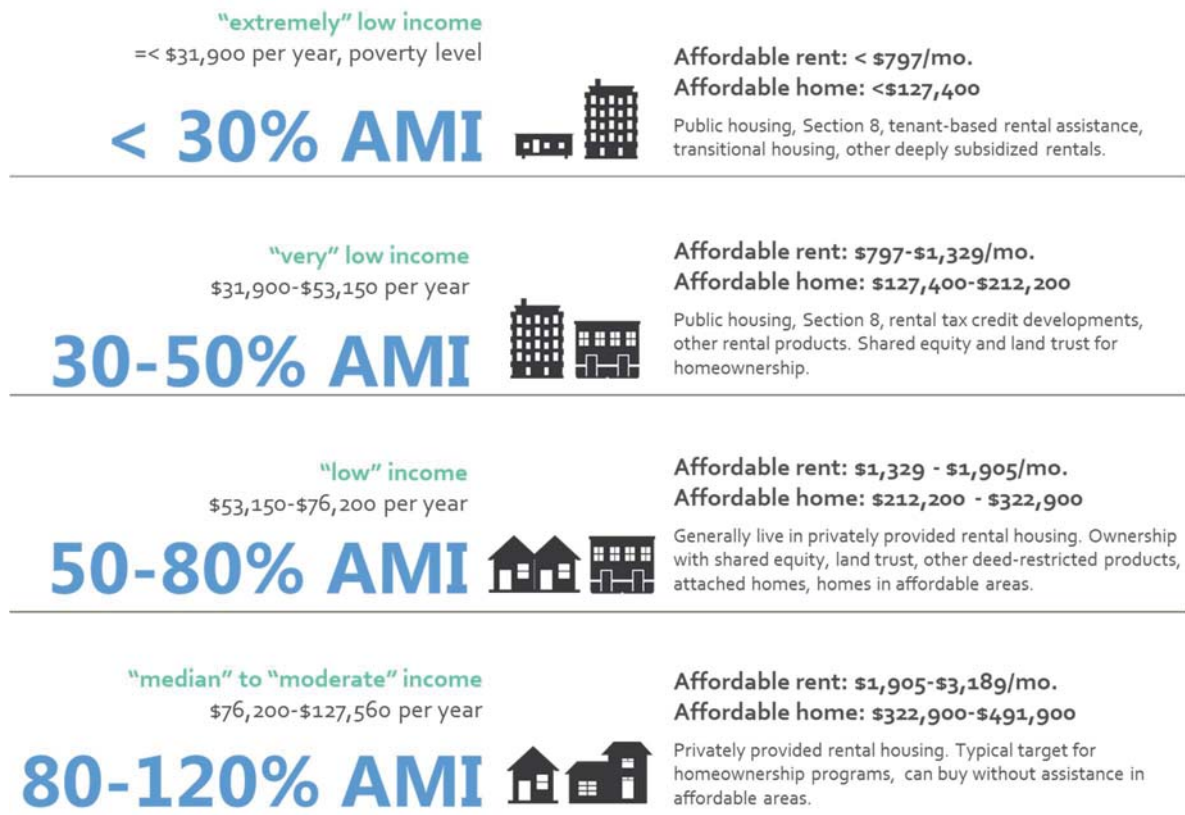 “extremely” low income
=< $31,900 per year, poverty level
< 30% AMI
Affordable rent: < $797/mo.
Affordable home: <$127,400
Public housing, Section 8, tenant-based rental assistance,
transitional housing, other deeply subsidized rentals.
“very” low income
$31,900-$53,150 per year
30-50% AMI
Affordable rent: $797-$1,329/mo.
Affordable home: $127,400-$212,200
Public housing, Section 8, rental tax credit developments,
other rental products. Shared equity and land trust for
homeownership.
“low” income
$53,150-$76,200 per year
50-80% AMI
Affordable rent: $1,329 - $1,905/mo.
Affordable home: $212,200 - $322,900
Generally live in privately provided rental housing. Ownership
with shared equity, land trust, other deed-restricted products,
attached homes, homes in affordable areas.
“median” to “moderate” income
$76,200-$127,560 per year
80-120% AMI
Affordable rent: $1,905-$3,189/mo.
Affordable home: $322,900-$491,900
Privately provided rental housing. Typical target for
homeownership programs, can buy without assistance in
affordable areas.